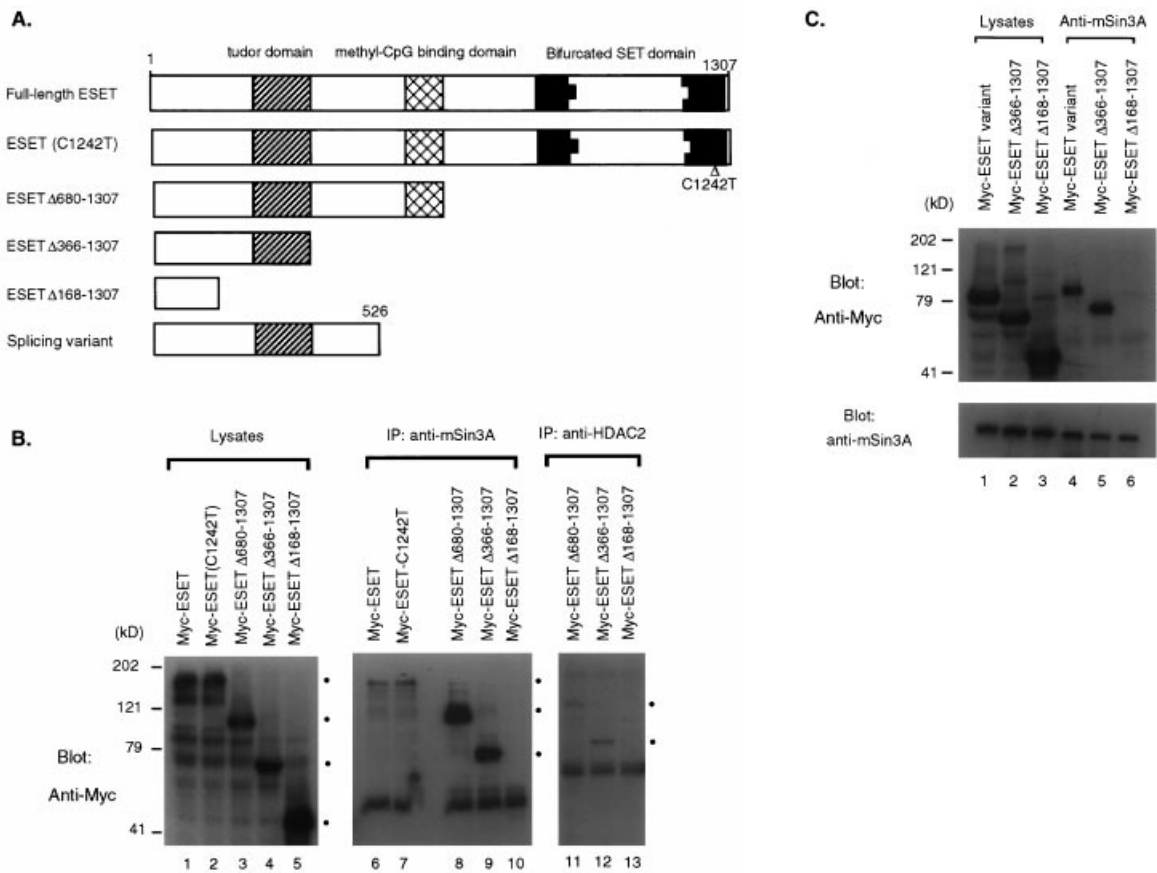 A.
1
tudor domain
methyl-CpG binding domain
Bifurcated SET domain
1307
Full-length ESET
ESET (C1242T)
Δ
C1242T
ESET Δ680-1307
ESET Δ366-1307
ESET Δ168-1307
526
Splicing variant
B.
Lysates
IP: anti-mSin3A
IP: anti-HDAC2
Myc-ESET
Myc-ESET(C1242T)
Myc-ESET Δ680-1307
Myc-ESET Δ366-1307
Myc-ESET Δ168-1307
Myc-ESET
Myc-ESET-C1242T
Myc-ESET Δ680-1307
Myc-ESET Δ366-1307
Myc-ESET Δ168-1307
Myc-ESET Δ680-1307
Myc-ESET Δ366-1307
Myc-ESET Δ168-1307
(kD)
202
121
79
41
Blot:
Anti-Myc
1 2 3 4 5 6 7 8 9 10 11 12 13
C.
Lysates
Anti-mSin3A
Myc-ESET variant
Myc-ESET Δ366-1307
Myc-ESET Δ168-1307
Myc-ESET variant
Myc-ESET Δ366-1307
Myc-ESET Δ168-1307
(kD)
202
121
79
41
Blot:
Anti-Myc
Blot:
anti-mSin3A
1 2 3 4 5 6